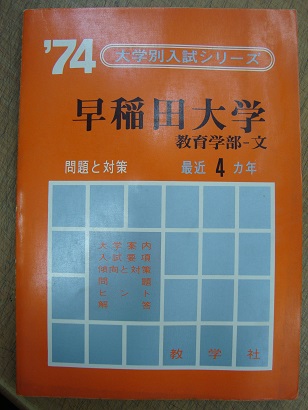 '74 大学別入試シリーズ
早稲田大学
教育学部-文
問題と対策 最近4カ年
大学案内
入試要項
傾向と対策
問題
ヒント
解答
教学社